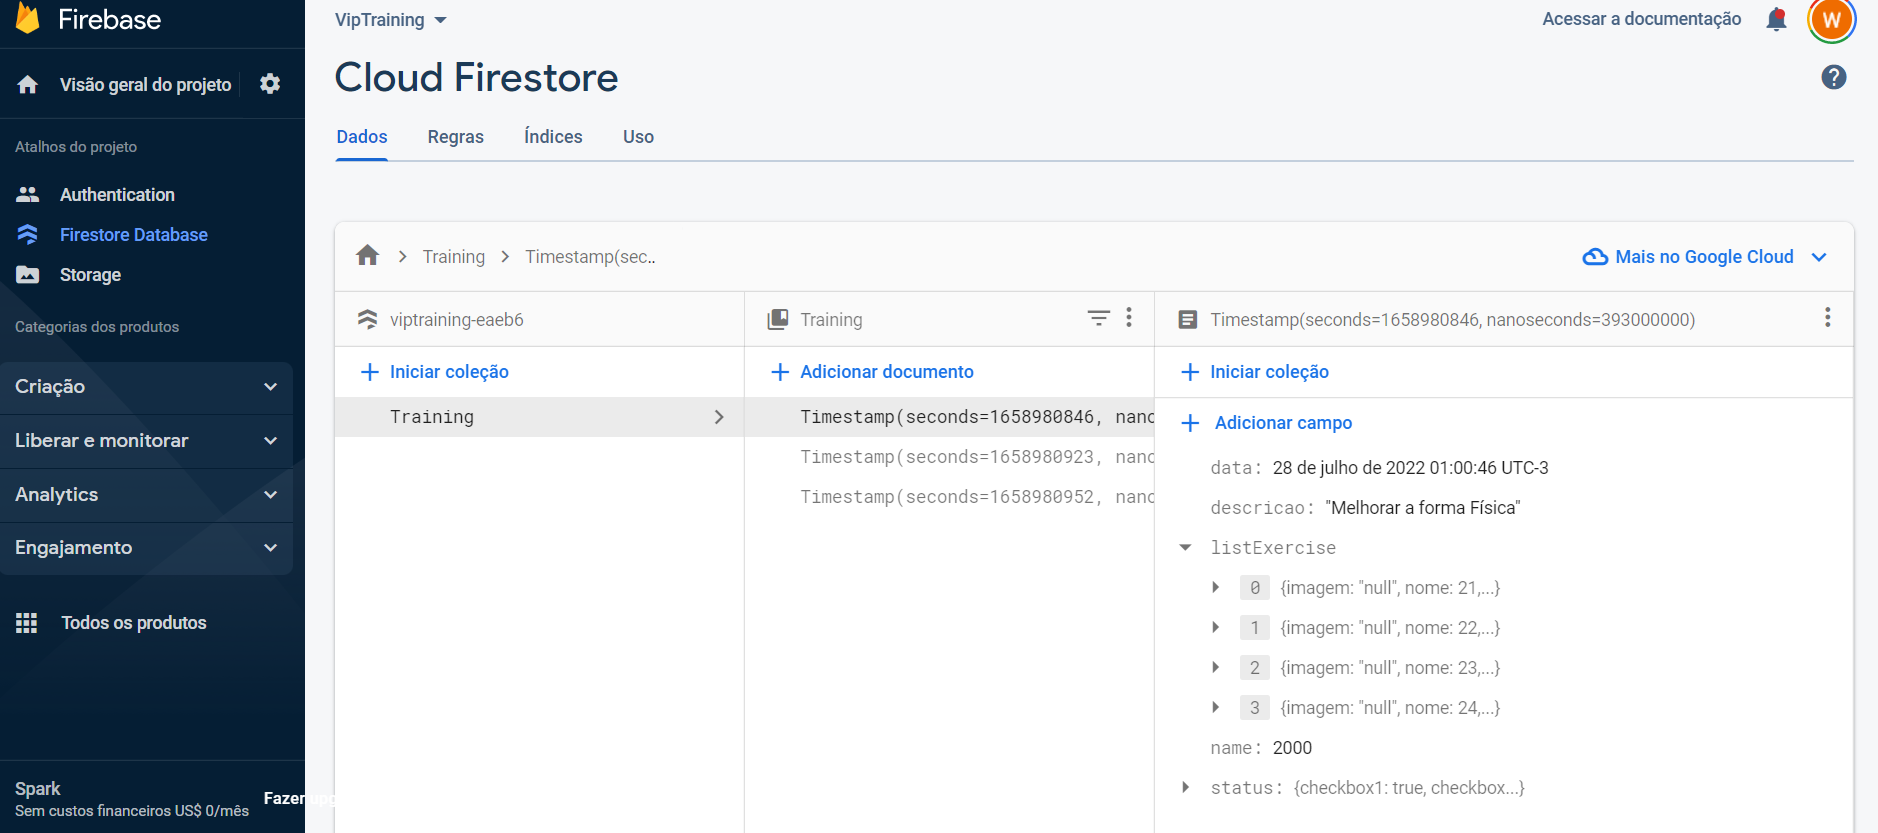 Firebase
Visão geral do projeto
Atalhos do projeto
Authentication
Firestore Database
Storage
Categorias dos produtos
Criação
Liberar e monitorar
Analytics
Engajamento
Todos os produtos
Spark
Sem custos financeiros US$ 0/mês
Fazer upg
VipTraining
Acessar a documentação
W
Cloud Firestore
?
Dados Regras Índices Uso
Training Timestamp(sec..
Mais no Google Cloud
viptraining-eaeb6
Iniciar coleção
Training
Training
Adicionar documento
Timestamp(seconds=1658980846, nano
Timestamp(seconds=1658980923, nano
Timestamp(seconds=1658980952, nano
Timestamp(seconds=1658980846, nanoseconds=393000000)
Iniciar coleção
Adicionar campo
data: 28 de julho de 2022 01:00:46 UTC-3
descricao: "Melhorar a forma Física"
listExercise
0 {imagem: "null", nome: 21,...}
1 {imagem: "null", nome: 22,...}
2 {imagem: "null", nome: 23,...}
3 {imagem: "null", nome: 24,...}
name: 2000
status: {checkbox1: true, checkbox...}